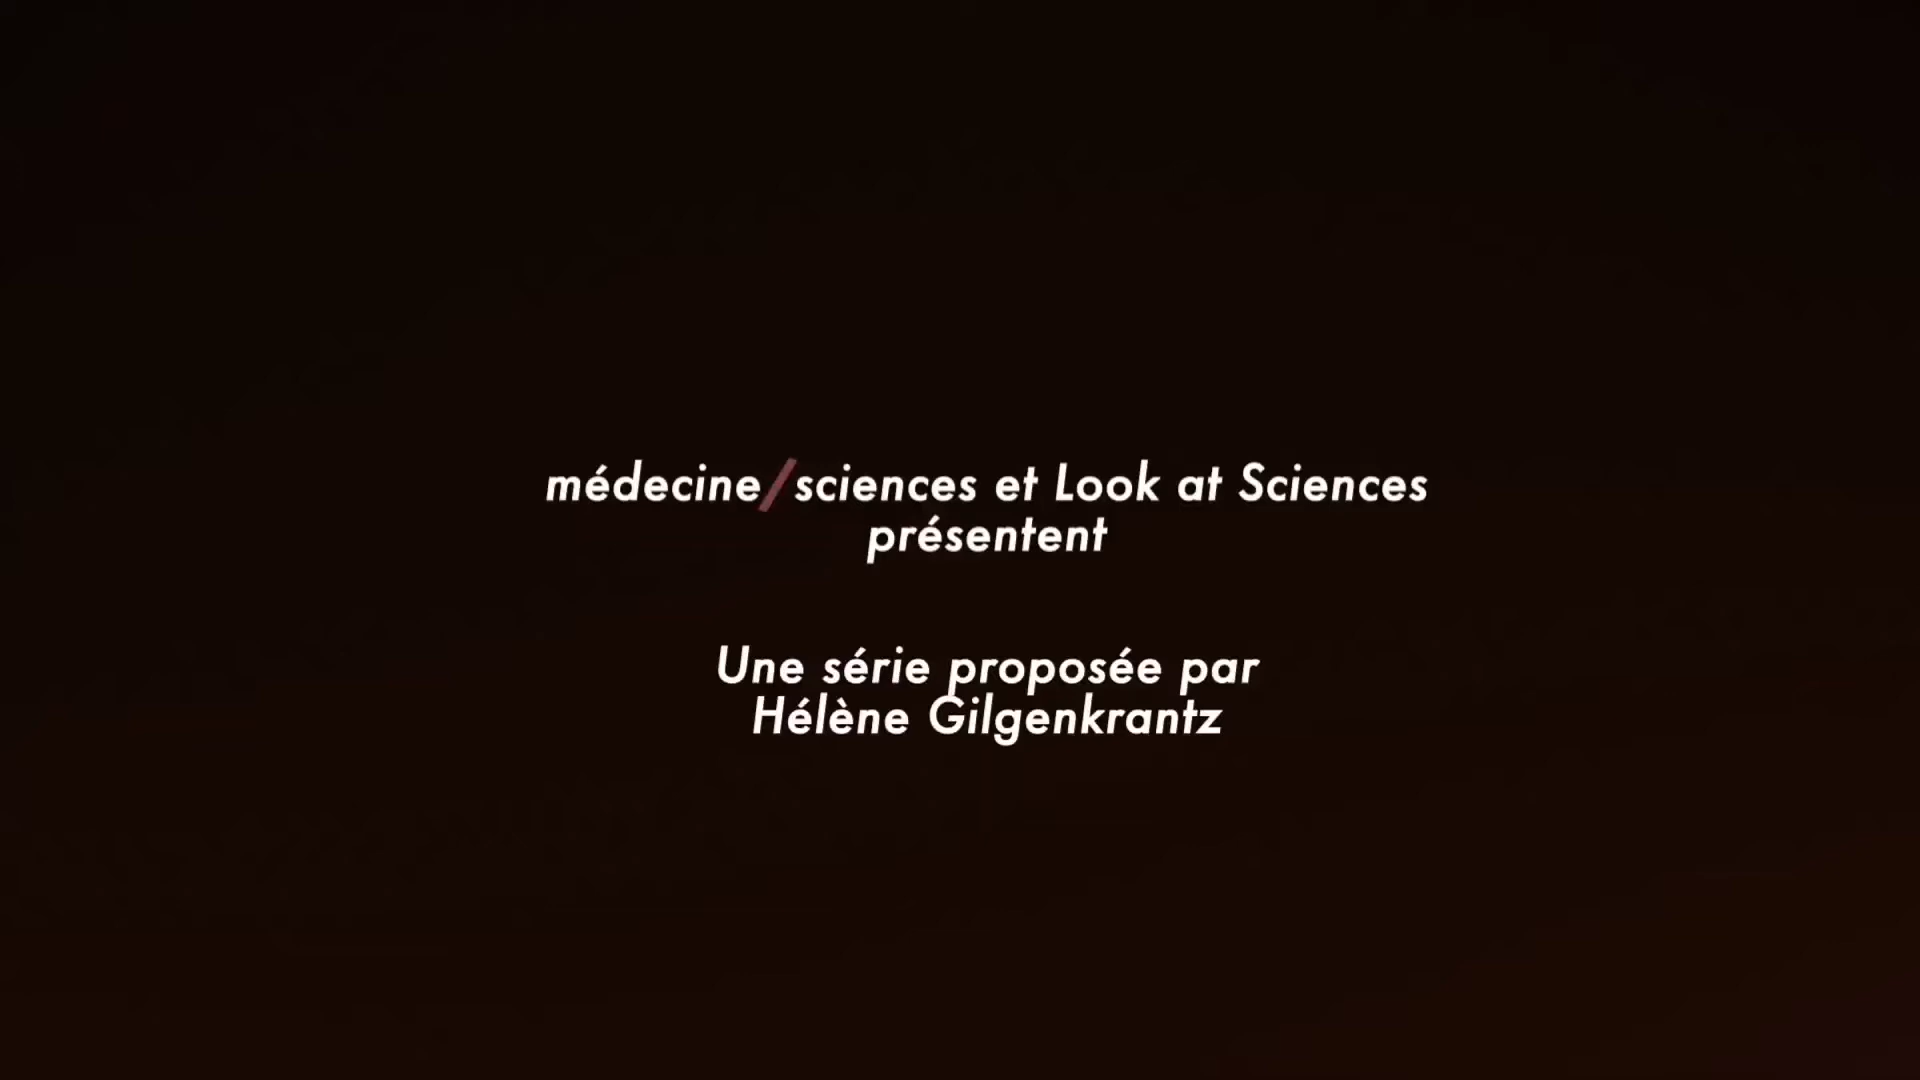 médecine/sciences et Look at Sciences
présentent
Une série proposée par
Hélène Gilgenkrantz